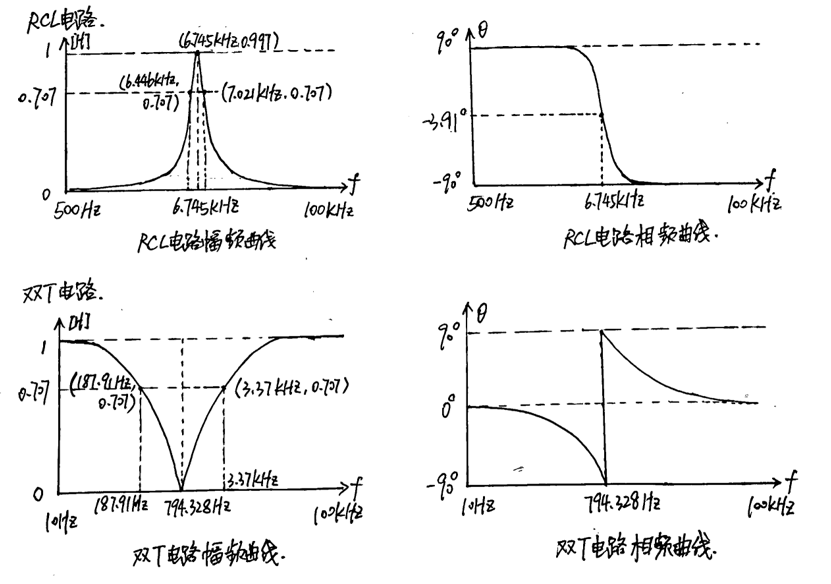 RCL电路.
|H|
1
(6.745kHz 0.997)
0.707
(6.446kHz,
0.707)
(7.021kHz, 0.707)
0
f
500Hz
6.745kHz
100kHz
RCL电路幅频曲线
θ
90°
-3.91°
-90°
f
500Hz
6.745kHz
100kHz
RCL电路相频曲线.
双T电路.
|H|
1
0.707
(187.91Hz,
0.707)
(3.37kHz, 0.707)
3.37kHz
0
f
10Hz
187.91Hz
794.328Hz
100kHz
双T电路幅频曲线.
θ
90°
0°
-90°
f
10Hz
794.328Hz
100kHz
双T电路相频曲线.